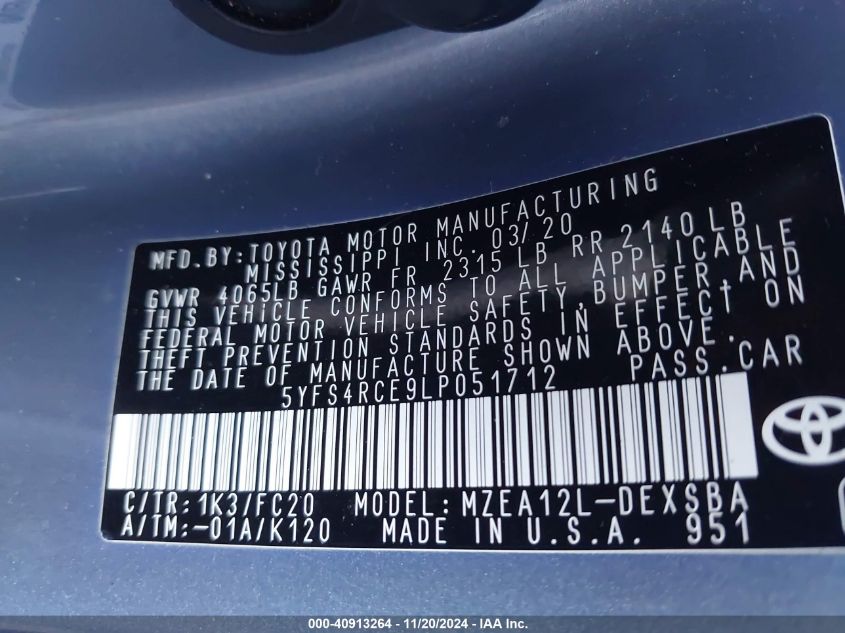 MFD.BY:TOYOTA MOTOR MANUFACTURING
MISSISSIPPI INC. 03/20
GVWR 4065LB GAWR FR 2315 LB RR 2140 LB
THIS VEHICLE CONFORMS TO ALL APPLICABLE
FEDERAL MOTOR VEHICLE SAFETY,BUMPER,AND
THEFT PREVENTION STANDARDS IN EFFECT ON
THE DATE OF MANUFACTURE SHOWN ABOVE.
5YFS4RCE9LP051712 PASS.CAR
C/TR:1K3/FC20 MODEL:MZEA12L-DEXSBA
A/TM:-01A/K120 MADE IN U.S.A. 951
000-40913264 - 11/20/2024 - IAA Inc.